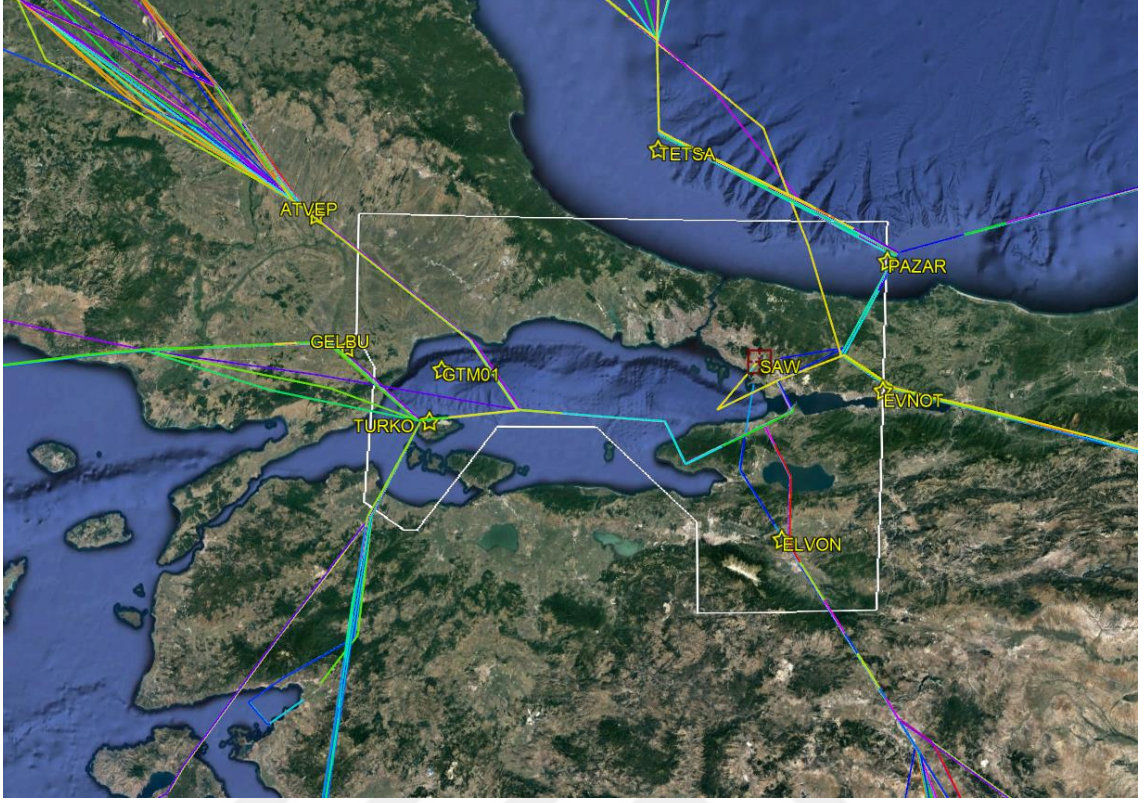 TETSA
ATVEP
PAZAR
GELBU
GTM01
SAW
EVNOT
TURKO
ELVON